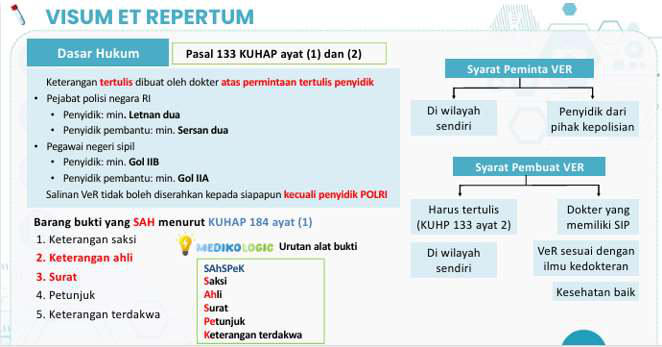 VISUM ET REPERTUM
Dasar Hukum
Pasal 133 KUHAP ayat (1) dan (2)
Keterangan tertulis dibuat oleh dokter atas permintaan tertulis penyidik
• Pejabat polisi negara RI
• Penyidik: min. Letnan dua
• Penyidik pembantu: min. Sersan dua
• Pegawai negeri sipil
• Penyidik: min. Gol IIB
• Penyidik pembantu: min. Gol IIA
Salinan VeR tidak boleh diserahkan kepada siapapun kecuali penyidik POLRI
Barang bukti yang SAH menurut KUHAP 184 ayat (1)
1. Keterangan saksi
2. Keterangan ahli
3. Surat
4. Petunjuk
5. Keterangan terdakwa
MEDIKOLOGIC Urutan alat bukti
SAhSPeK
Saksi
Ahli
Surat
Petunjuk
Keterangan terdakwa
Syarat Peminta VER
Di wilayah
sendiri
Penyidik dari
pihak kepolisian
Syarat Pembuat VER
Harus tertulis
(KUHP 133 ayat 2)
Dokter yang
memiliki SIP
Di wilayah
sendiri
VeR sesuai dengan
ilmu kedokteran
Kesehatan baik